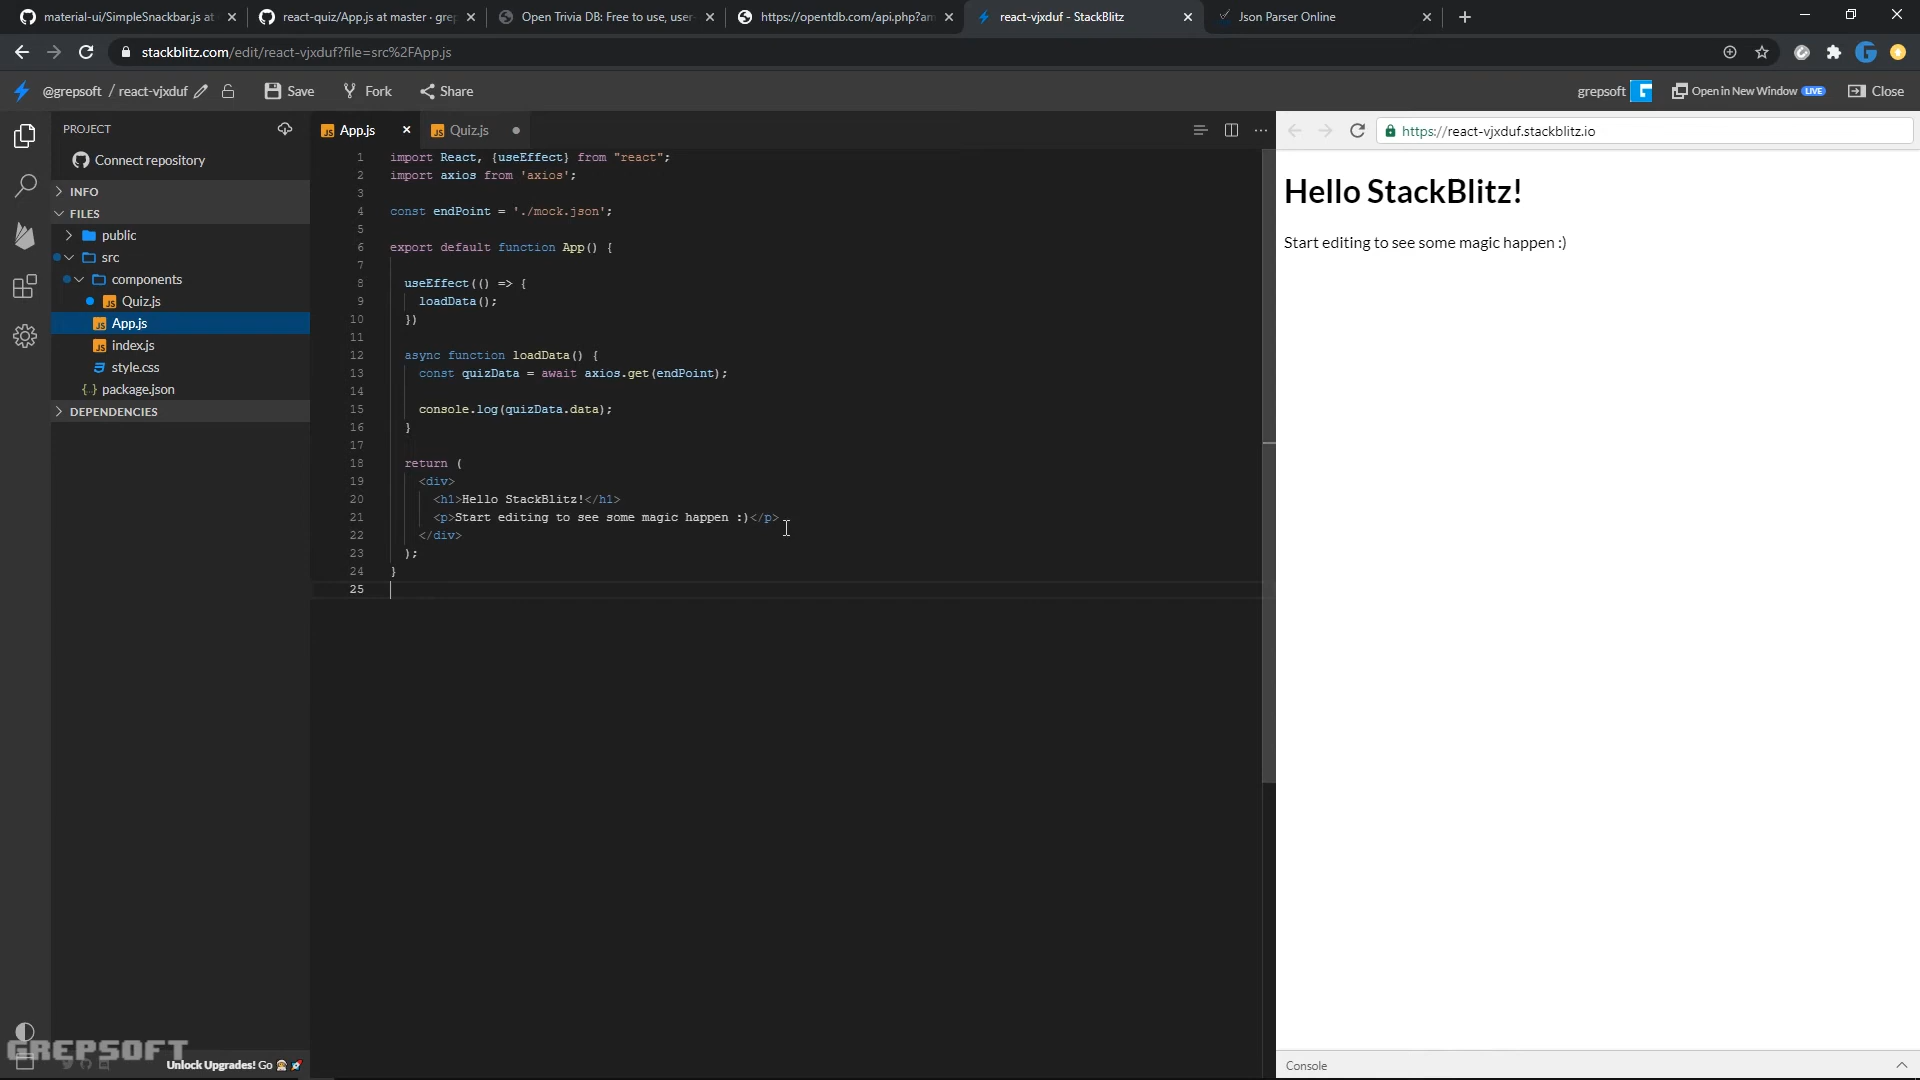 material-ui/SimpleSnackbar.js at
react-quiz/App.js at master · grep
Open Trivia DB: Free to use, user-
https://opentdb.com/api.php?am
react-vjxduf - StackBlitz
Json Parser Online
stackblitz.com/edit/react-vjxduf?file=src%2FApp.js
@grepsoft / react-vjxduf
Save
Fork
Share
grepsoft
Open in New Window LIVE
Close
PROJECT
Connect repository
INFO
FILES
public
src
components
JS Quiz.js
JS App.js
JS index.js
style.css
{} package.json
DEPENDENCIES
JS App.js
JS Quiz.js
1 import React, {useEffect} from "react";
2 import axios from 'axios';
3
4 const endPoint = './mock.json';
5
6 export default function App() {
7
8 useEffect(() => {
9 loadData();
10 })
11
12 async function loadData() {
13 const quizData = await axios.get(endPoint);
14
15 console.log(quizData.data);
16 }
17
18 return (
19 <div>
20 <h1>Hello StackBlitz!</h1>
21 <p>Start editing to see some magic happen :)</p>
22 </div>
23 );
24 }
25
https://react-vjxduf.stackblitz.io
Hello StackBlitz!
Start editing to see some magic happen :)
Console
GREPSOFT
Unlock Upgrades! Go